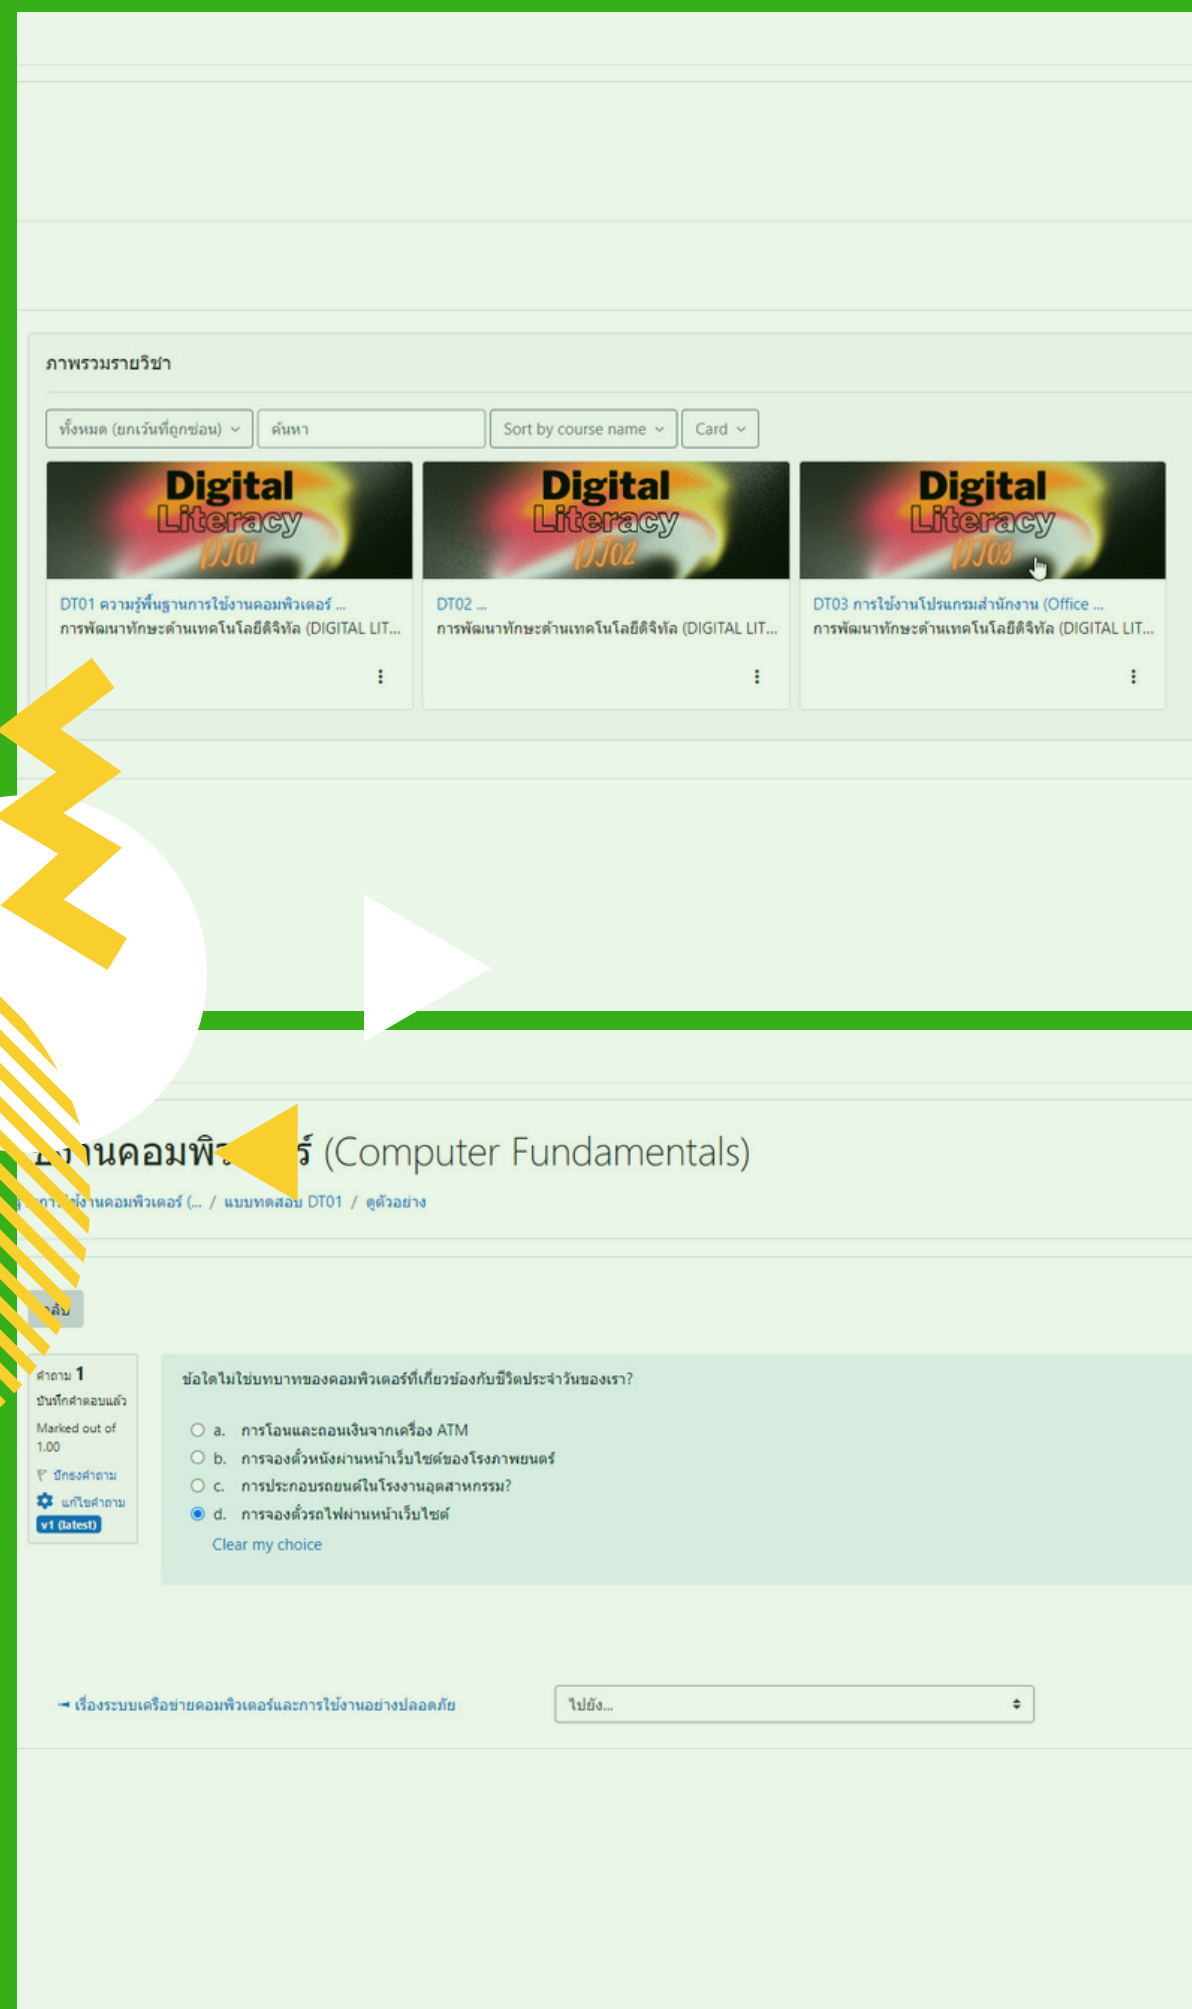 ภาพรวมรายวิชา
ทั้งหมด (ยกเว้นที่ถูกซ่อน) ค้นหา Sort by course name Card
Digital Literacy DT01
Digital Literacy DT02
Digital Literacy DT03
DT01 ความรู้พื้นฐานการใช้งานคอมพิวเตอร์ ...
การพัฒนาทักษะด้านเทคโนโลยีดิจิทัล (DIGITAL LIT...
DT02 ...
การพัฒนาทักษะด้านเทคโนโลยีดิจิทัล (DIGITAL LIT...
DT03 การใช้งานโปรแกรมสำนักงาน (Office ...
การพัฒนาทักษะด้านเทคโนโลยีดิจิทัล (DIGITAL LIT...
(Computer Fundamentals)
งานคอมพิวเตอร์ (... / แบบทดสอบ DT01 / ดูตัวอย่าง
คำถาม 1
บันทึกคำตอบแล้ว
Marked out of
1.00
ปักธงคำถาม
แก้ไขคำถาม
v1 (latest)
ข้อใดไม่ใช่บทบาทของคอมพิวเตอร์ที่เกี่ยวข้องกับชีวิตประจำวันของเรา?
a. การโอนและถอนเงินจากเครื่อง ATM
b. การจองตั๋วหนังผ่านหน้าเว็บไซต์ของโรงภาพยนตร์
c. การประกอบรถยนต์ในโรงงานอุตสาหกรรม?
d. การจองตั๋วรถไฟผ่านหน้าเว็บไซต์
Clear my choice
เรื่องระบบเครือข่ายคอมพิวเตอร์และการใช้งานอย่างปลอดภัย
ไปยัง...